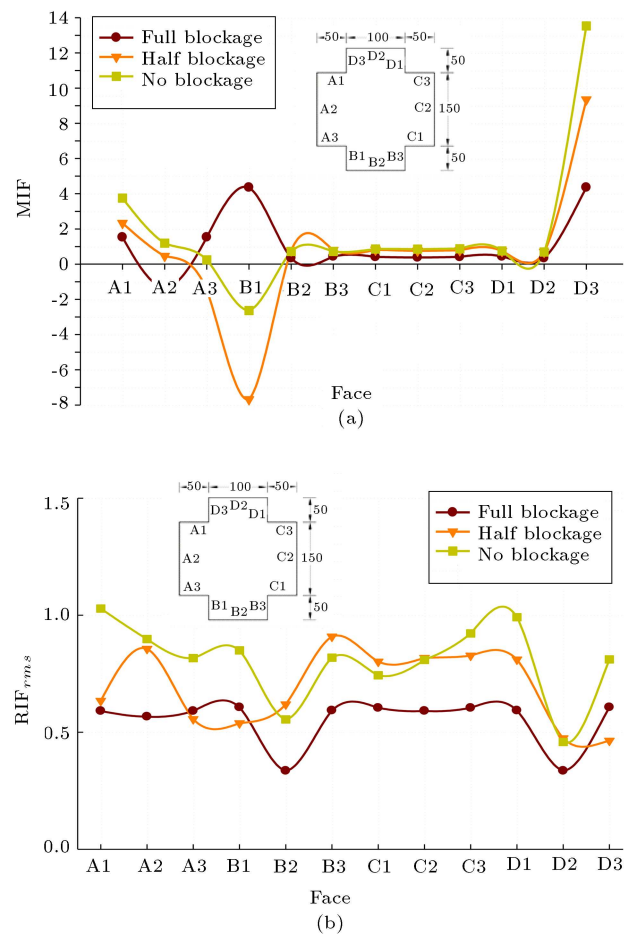 14
12
10
8
6
4
2
0
-2
-4
-6
-8
MIF
Full blockage
Half blockage
No blockage
50 100 50
D3 D2 D1
A1 C3
A2 C2
A3 C1
B1 B2 B3
50
150
50
A1 A2 A3 B1 B2 B3 C1 C2 C3 D1 D2 D3
Face
(a)
1.5
1.0
0.5
0.0
RIFrms
50 100 50
D3 D2 D1
A1 C3
A2 C2
A3 C1
B1 B2 B3
50
150
50
Full blockage
Half blockage
No blockage
A1 A2 A3 B1 B2 B3 C1 C2 C3 D1 D2 D3
Face
(b)